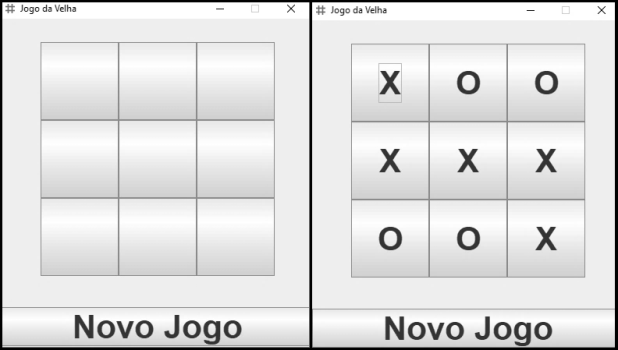 Jogo da Velha
Novo Jogo
Jogo da Velha
X O O
X X X
O O X
Novo Jogo